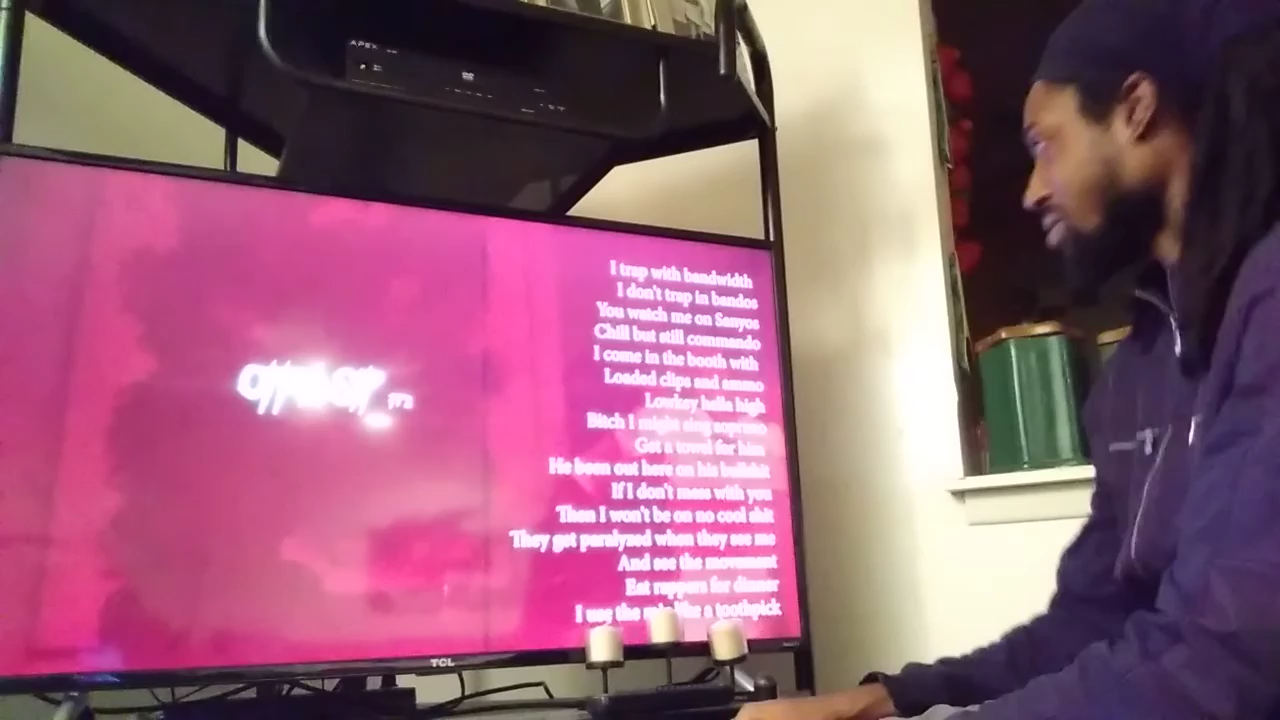 APEX
I trap with bandwidth
I don't trap in bandos
You watch me on Sanyos
Chill but still commando
I come in the booth with
Loaded clips and ammo
Lowkey hella high
Bitch I might sing soprano
Get a towel for him
He been out here on his bullshit
If I don't mess with you
Then I won't be on no cool shit
They get paralyzed when they see me
And see the movement
Eat rappers for dinner
I use the mic like a toothpick
TCL